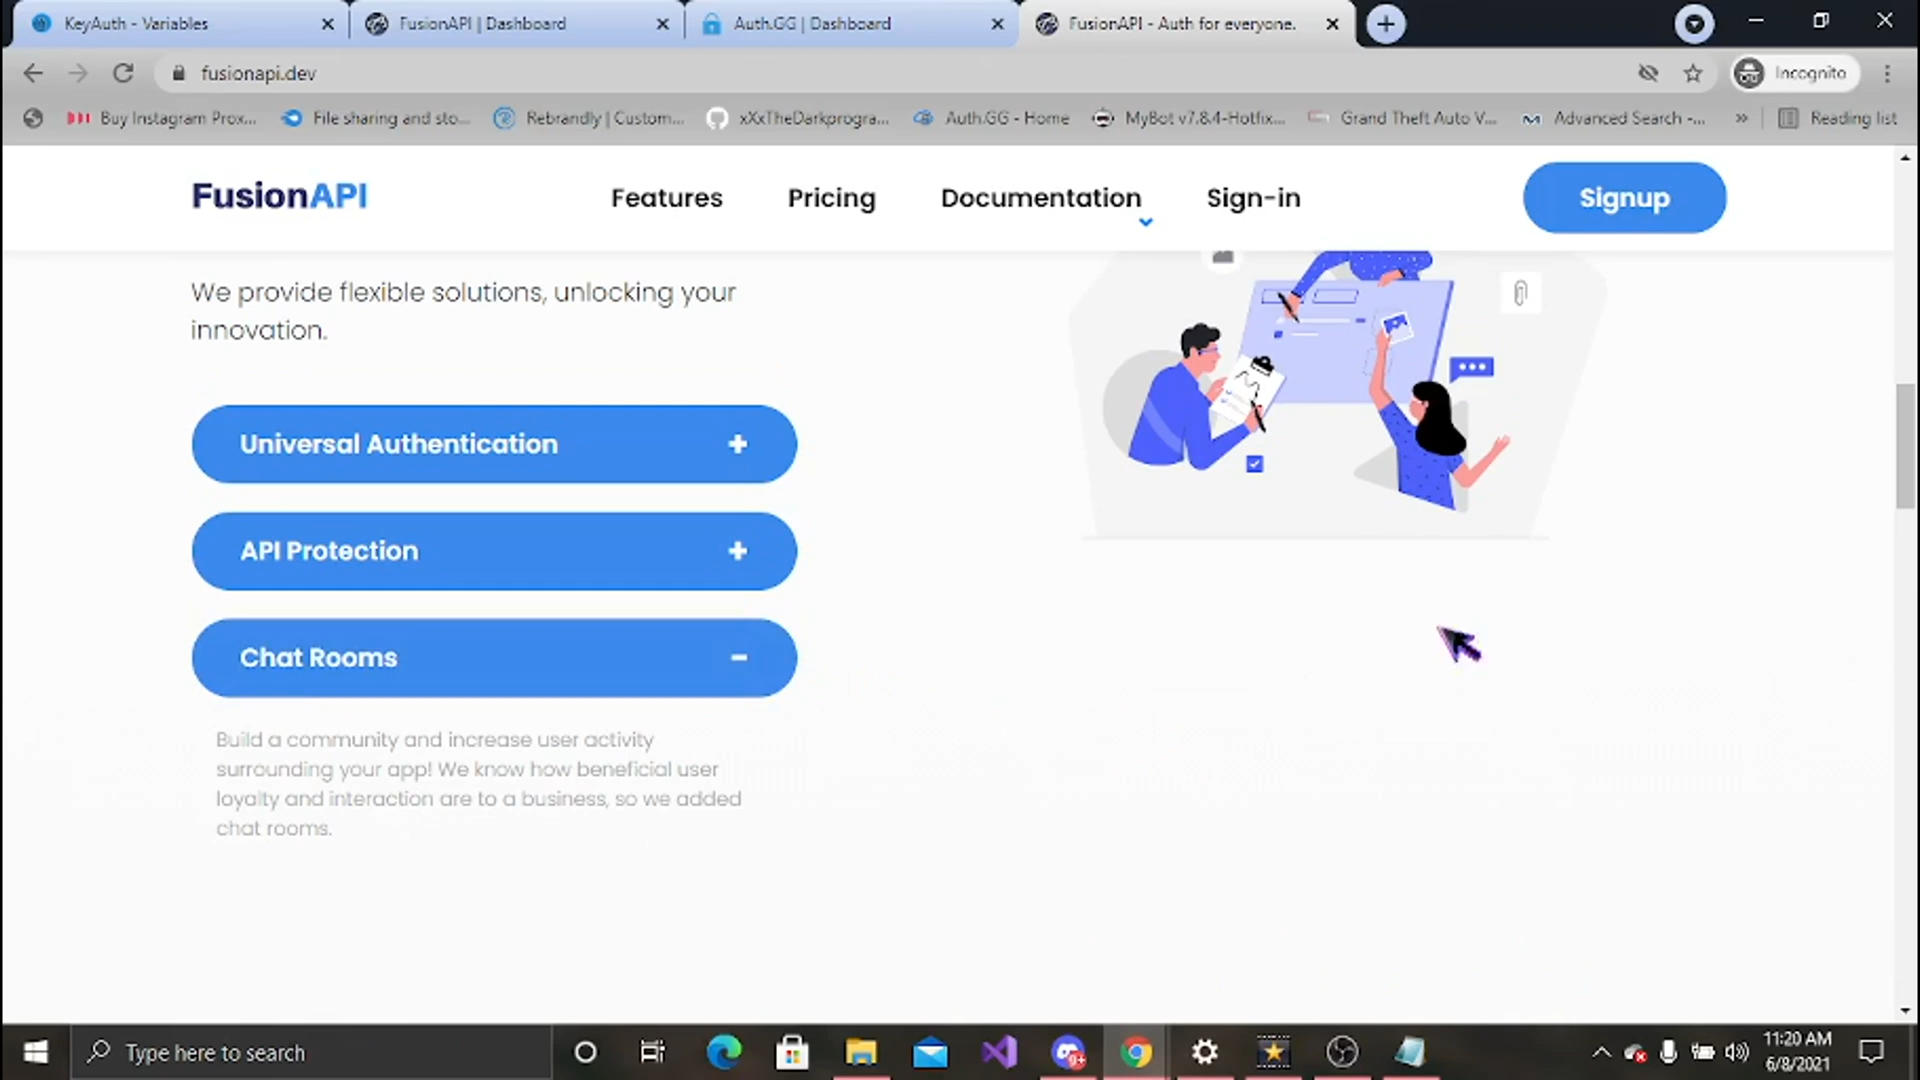 KeyAuth - Variables
FusionAPI | Dashboard
Auth.GG | Dashboard
FusionAPI - Auth for everyone.
fusionapi.dev
Incognito
Buy Instagram Prox...
File sharing and sto...
Rebrandly | Custom...
xXxTheDarkprogra...
Auth.GG - Home
MyBot v7.8.4-Hotfix...
Grand Theft Auto V...
Advanced Search -...
»
Reading list
FusionAPI
Features
Pricing
Documentation
Sign-in
Signup
We provide flexible solutions, unlocking your
innovation.
Universal Authentication +
API Protection +
Chat Rooms -
Build a community and increase user activity
surrounding your app! We know how beneficial user
loyalty and interaction are to a business, so we added
chat rooms.
Type here to search
9+
11:20 AM
6/8/2021